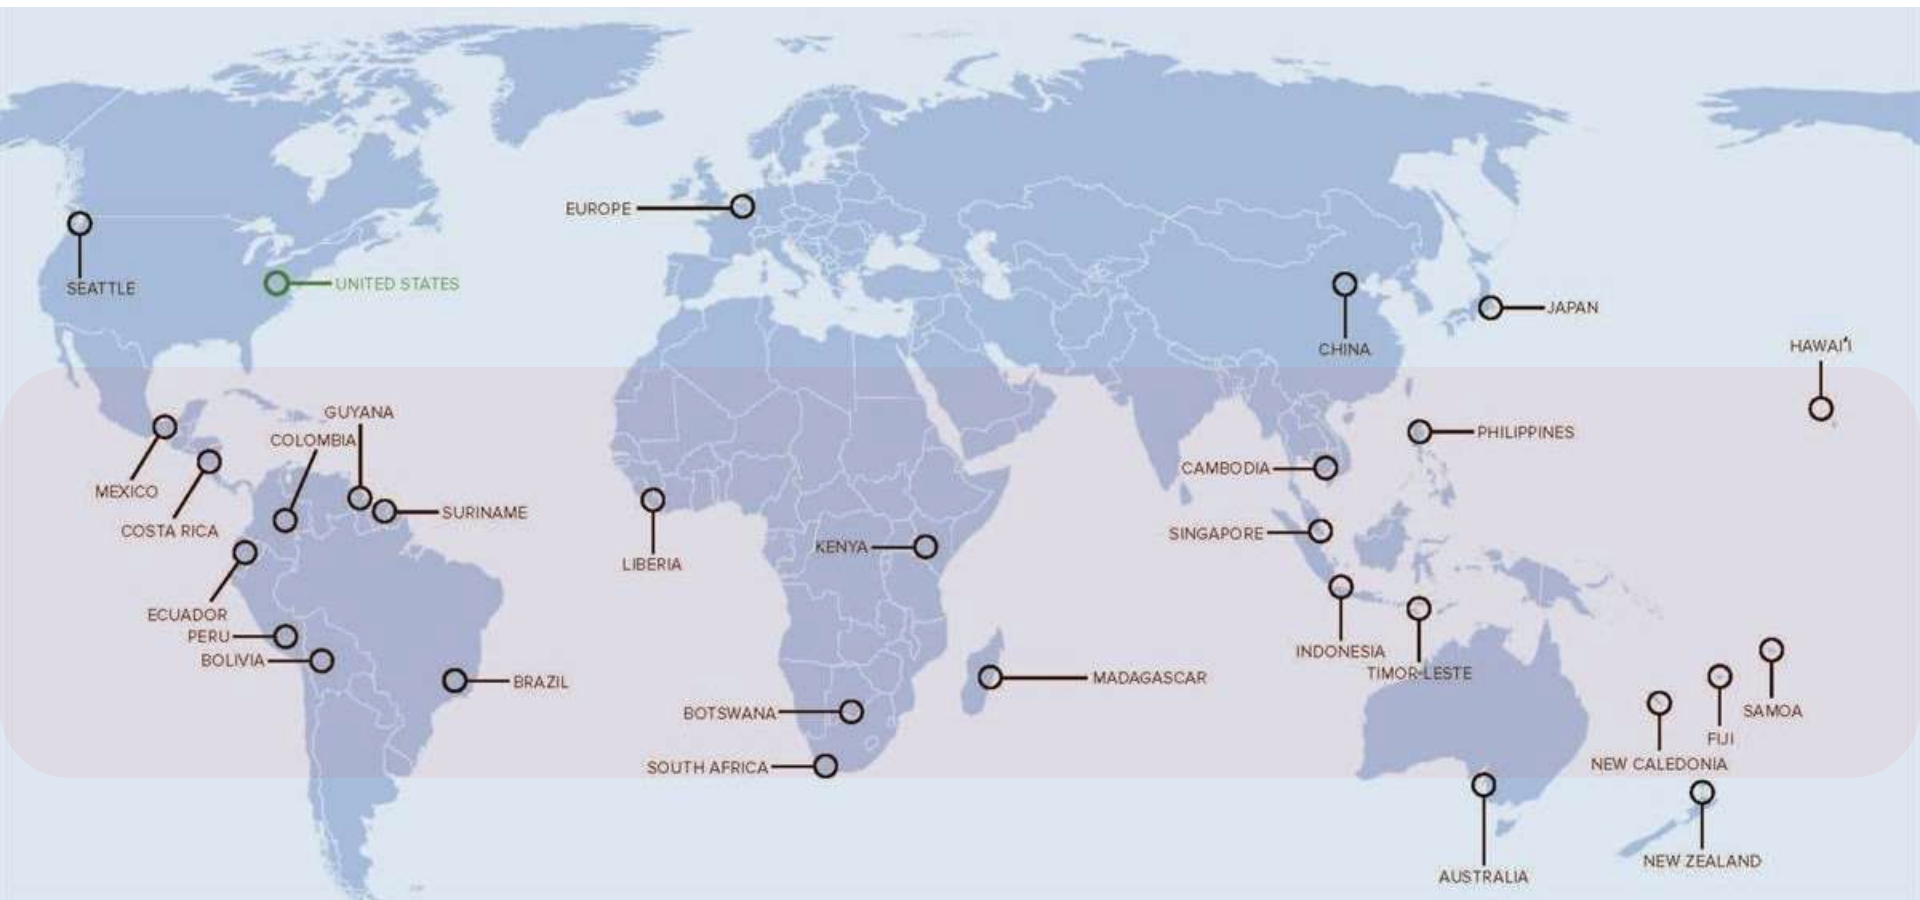 EUROPE
SEATTLE
UNITED STATES
JAPAN
CHINA
HAWAI'I
GUYANA
COLOMBIA
PHILIPPINES
CAMBODIA
MEXICO
SURINAME
COSTA RICA
SINGAPORE
KENYA
LIBERIA
ECUADOR
PERU
BOLIVIA
INDONESIA
TIMOR-LESTE
BRAZIL
MADAGASCAR
BOTSWANA
SAMOA
FIJI
NEW CALEDONIA
SOUTH AFRICA
NEW ZEALAND
AUSTRALIA